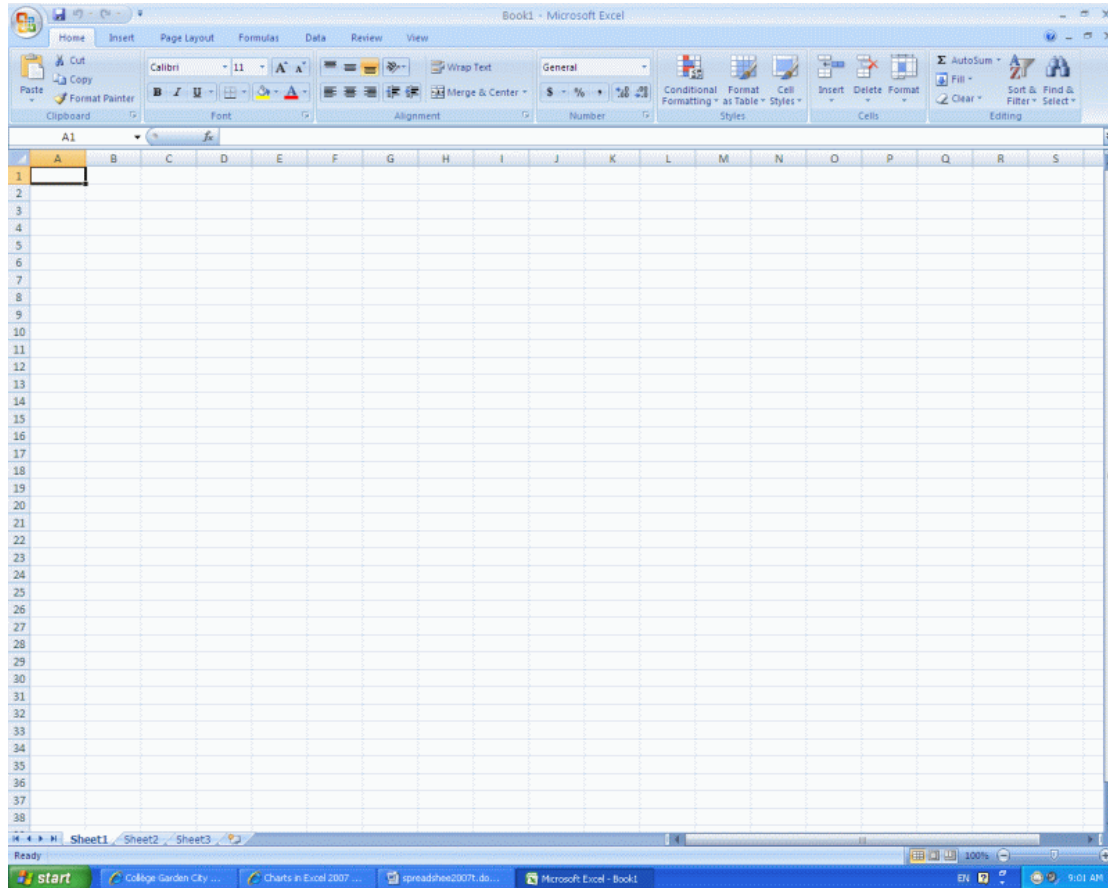 Book1 - Microsoft Excel
Home Insert Page Layout Formulas Data Review View
Paste
Cut
Copy
Format Painter
Clipboard
Calibri 11
B I U A
Font
Wrap Text
Merge & Center
Alignment
General
$ % ,
Number
Conditional Formatting
Format as Table
Cell Styles
Styles
Insert Delete Format
Cells
Σ AutoSum
Fill
Clear
Sort & Filter
Find & Select
Editing
A1 fx
A B C D E F G H I J K L M N O P Q R S
1
2
3
4
5
6
7
8
9
10
11
12
13
14
15
16
17
18
19
20
21
22
23
24
25
26
27
28
29
30
31
32
33
34
35
36
37
38
Sheet1 Sheet2 Sheet3
Ready 100%
start Collège Garden City ... Charts in Excel 2007 ... spreadshee2007t.do... Microsoft Excel - Book1 EN 9:01 AM